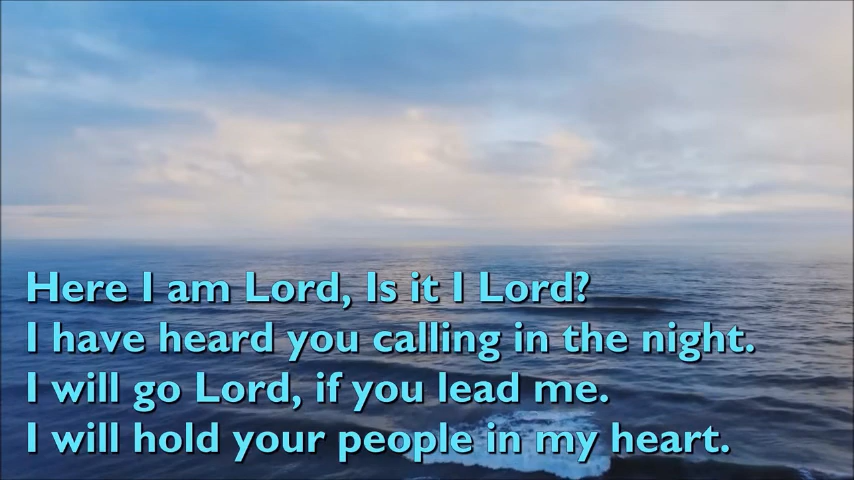 Here I am Lord, Is it I Lord?
I have heard you calling in the night.
I will go Lord, if you lead me.
I will hold your people in my heart.